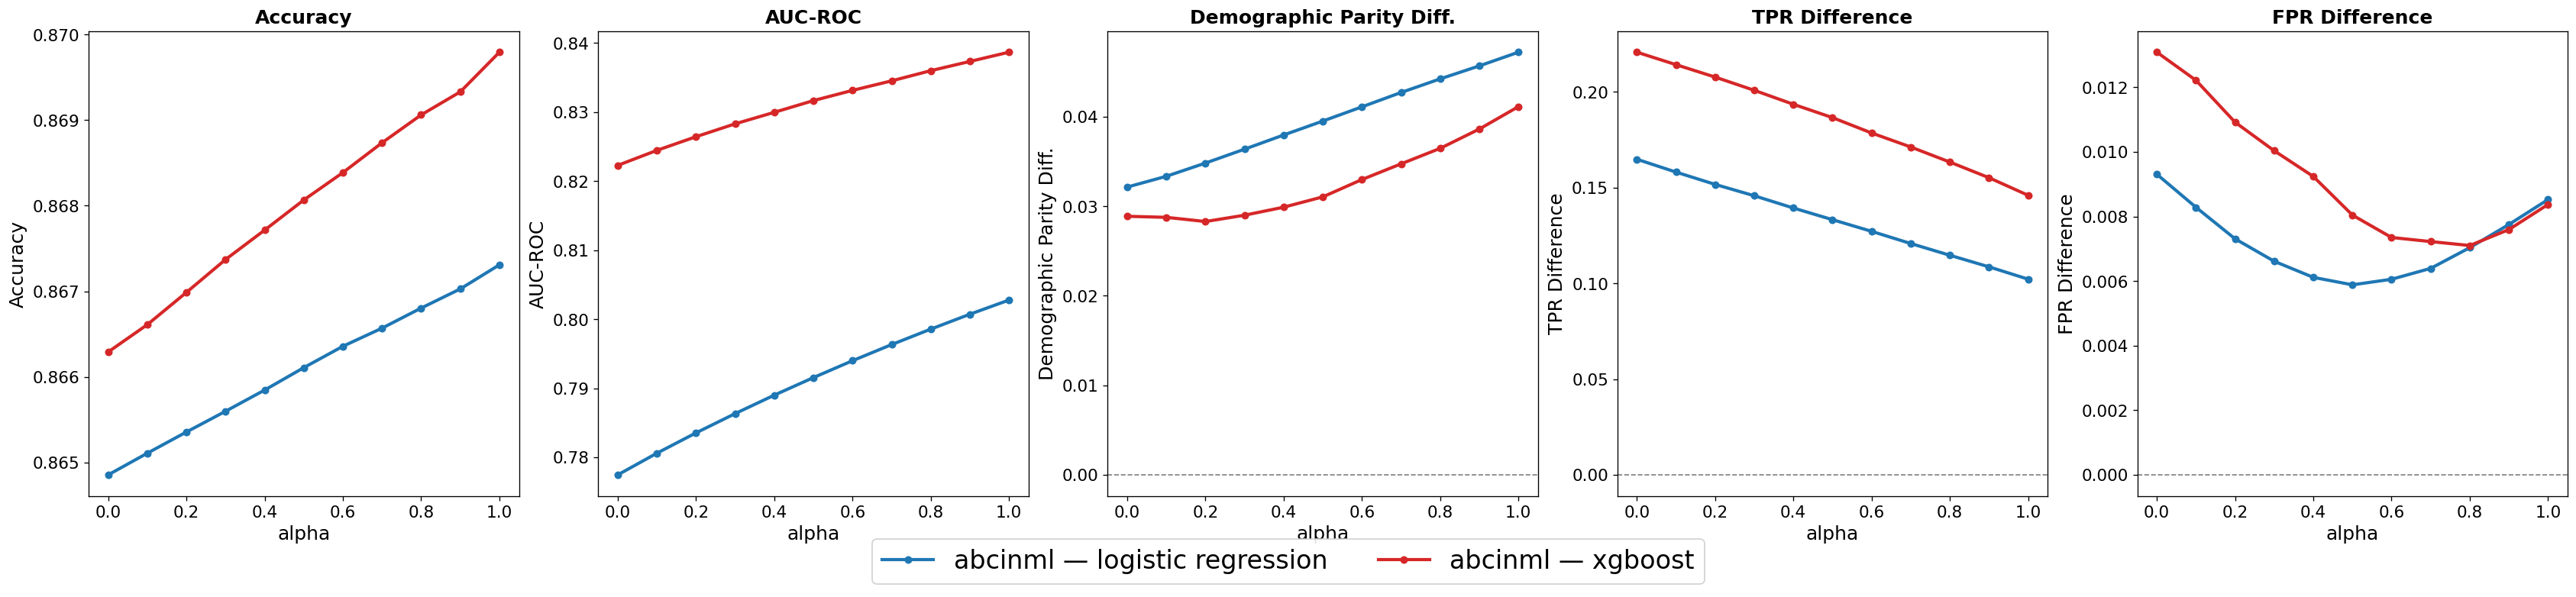 Accuracy
AUC-ROC
Demographic Parity Diff.
TPR Difference
FPR Difference
Accuracy
0.870
0.869
0.868
0.867
0.866
0.865
0.0 0.2 0.4 0.6 0.8 1.0
alpha
AUC-ROC
0.84
0.83
0.82
0.81
0.80
0.79
0.78
0.0 0.2 0.4 0.6 0.8 1.0
alpha
Demographic Parity Diff.
0.04
0.03
0.02
0.01
0.00
0.0 0.2 0.4 0.6 0.8 1.0
alpha
TPR Difference
0.20
0.15
0.10
0.05
0.00
0.0 0.2 0.4 0.6 0.8 1.0
alpha
FPR Difference
0.012
0.010
0.008
0.006
0.004
0.002
0.000
0.0 0.2 0.4 0.6 0.8 1.0
alpha
abcinml — logistic regression
abcinml — xgboost